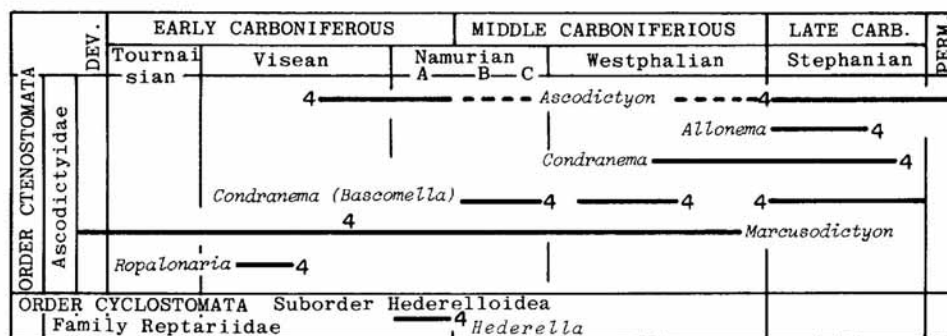 DEV.
EARLY CARBONIFEROUS
MIDDLE CARBONIFERIOUS
LATE CARB.
PERM
Tournai
sian
Visean
Namurian
A B C
Westphalian
Stephanian
ORDER CTENOSTOMATA
Ascodictyidae
4 Ascodictyon 4
Allonema 4
Condranema 4
Condranema (Bascomella) 4 4 4
4
Marcusodictyon
Ropalonaria 4
ORDER CYCLOSTOMATA Suborder Hederelloidea
Family Reptariidae 4 Hederella